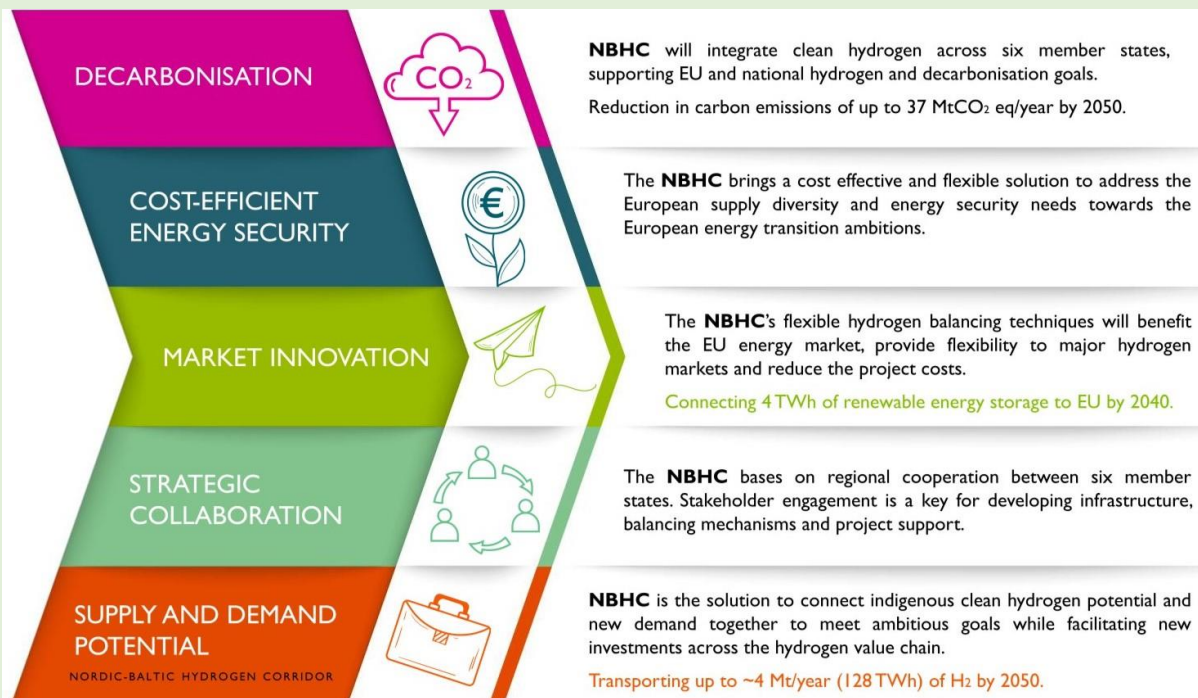 DECARBONISATION
CO₂
NBHC will integrate clean hydrogen across six member states,
supporting EU and national hydrogen and decarbonisation goals.
Reduction in carbon emissions of up to 37 MtCO₂ eq/year by 2050.
COST-EFFICIENT
ENERGY SECURITY
€
The NBHC brings a cost effective and flexible solution to address the
European supply diversity and energy security needs towards the
European energy transition ambitions.
MARKET INNOVATION
The NBHC's flexible hydrogen balancing techniques will benefit
the EU energy market, provide flexibility to major hydrogen
markets and reduce the project costs.
Connecting 4 TWh of renewable energy storage to EU by 2040.
STRATEGIC
COLLABORATION
The NBHC bases on regional cooperation between six member
states. Stakeholder engagement is a key for developing infrastructure,
balancing mechanisms and project support.
SUPPLY AND DEMAND
POTENTIAL
NORDIC-BALTIC HYDROGEN CORRIDOR
NBHC is the solution to connect indigenous clean hydrogen potential and
new demand together to meet ambitious goals while facilitating new
investments across the hydrogen value chain.
Transporting up to ~4 Mt/year (128 TWh) of H₂ by 2050.